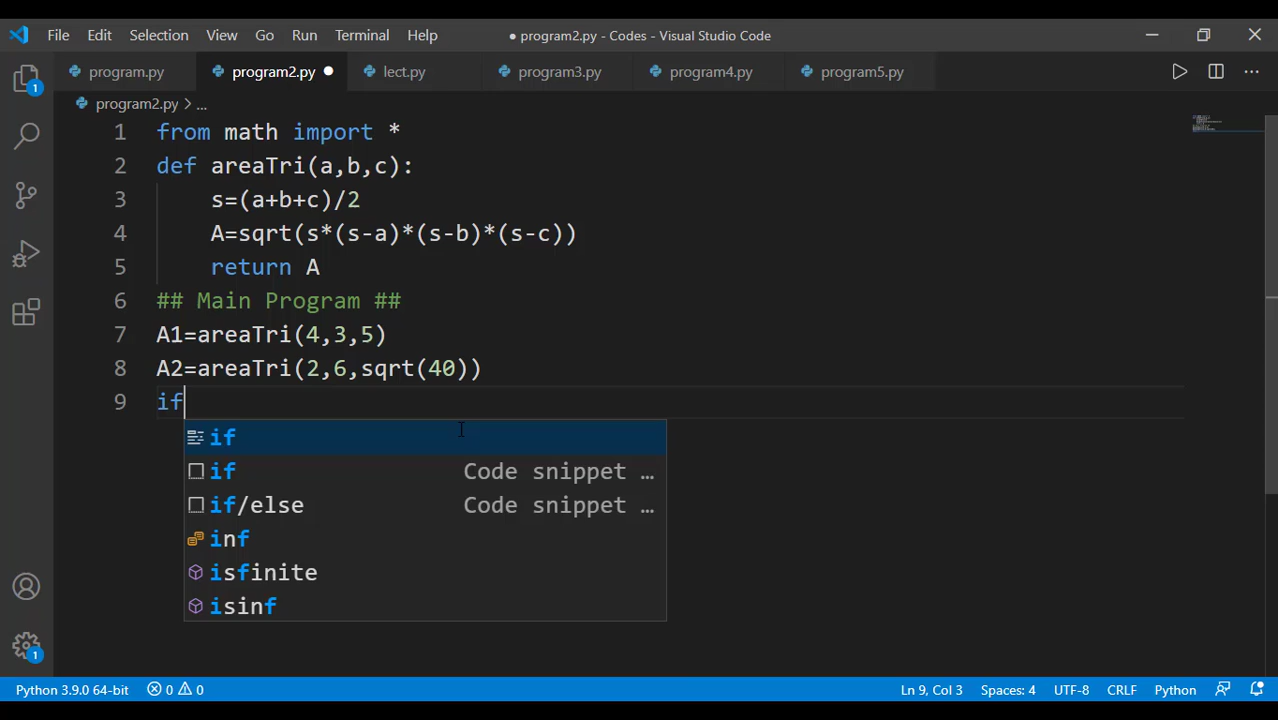 File Edit Selection View Go Run Terminal Help ● program2.py - Codes - Visual Studio Code
program.py program2.py ● lect.py program3.py program4.py program5.py ...
program2.py > ...
1 from math import *
2 def areaTri(a,b,c):
3 s=(a+b+c)/2
4 A=sqrt(s*(s-a)*(s-b)*(s-c))
5 return A
6 ## Main Program ##
7 A1=areaTri(4,3,5)
8 A2=areaTri(2,6,sqrt(40))
9 if
if
if Code snippet …
if/else Code snippet …
inf
isfinite
isinf
1
1
Python 3.9.0 64-bit 0 0 Ln 9, Col 3 Spaces: 4 UTF-8 CRLF Python